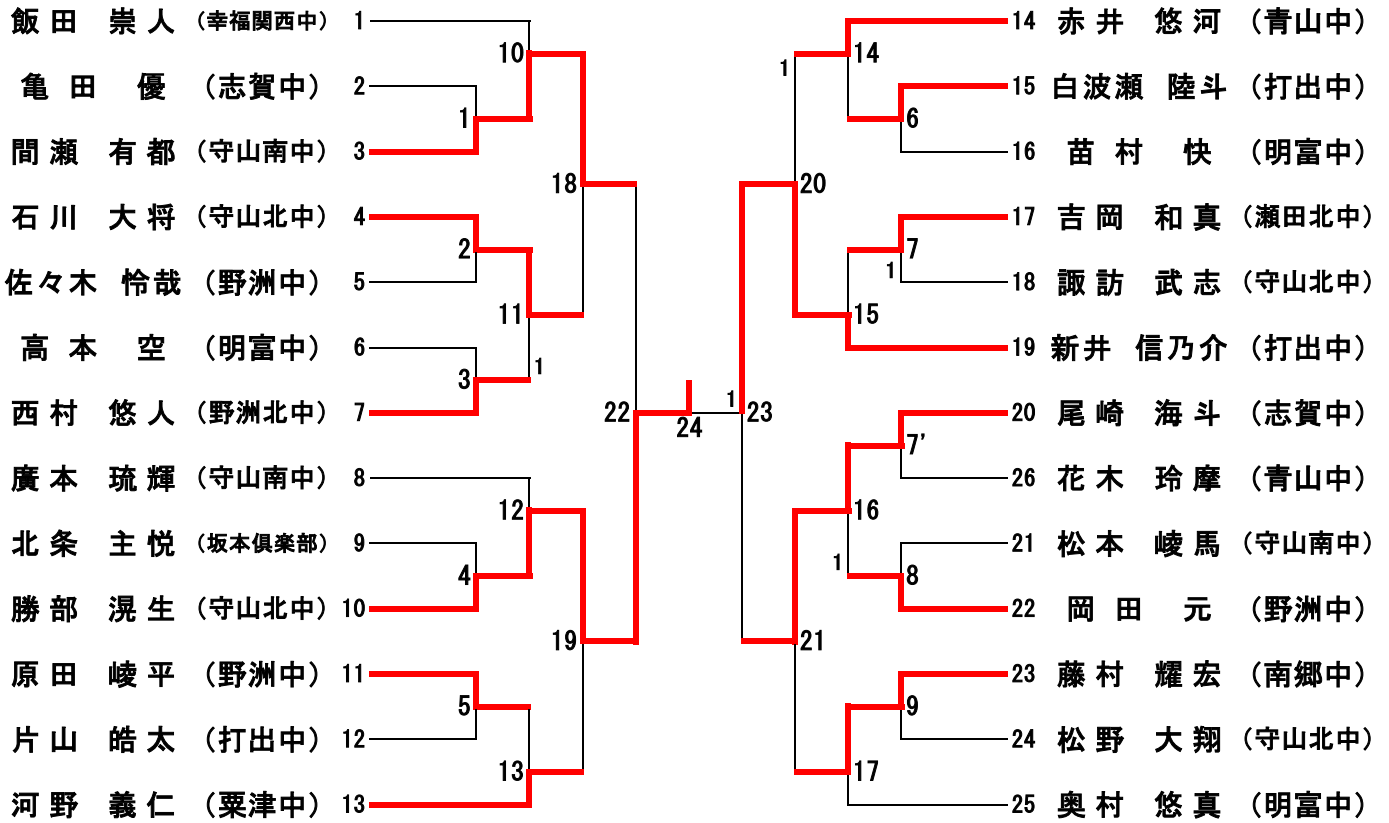 飯田 崇人 （幸福関西中） 1
亀田 優 （志賀中） 2
間瀬 有都 （守山南中） 3
石川 大将 （守山北中） 4
佐々木 怜哉 （野洲中） 5
高本 空 （明富中） 6
西村 悠人 （野洲北中） 7
廣本 琉輝 （守山南中） 8
北条 主悦 （坂本倶楽部） 9
勝部 滉生 （守山北中） 10
原田 崚平 （野洲中） 11
片山 皓太 （打出中） 12
河野 義仁 （粟津中） 13
10
1
18
2
11
3
1
22
12
4
19
5
13
24
14
1
6
20
7
1
15
1
23
7'
16
1
8
21
9
17
14 赤井 悠河 （青山中）
15 白波瀬 陸斗 （打出中）
16 苗村 快 （明富中）
17 吉岡 和真 （瀬田北中）
18 諏訪 武志 （守山北中）
19 新井 信乃介 （打出中）
20 尾崎 海斗 （志賀中）
26 花木 玲摩 （青山中）
21 松本 崚馬 （守山南中）
22 岡田 元 （野洲中）
23 藤村 耀宏 （南郷中）
24 松野 大翔 （守山北中）
25 奥村 悠真 （明富中）